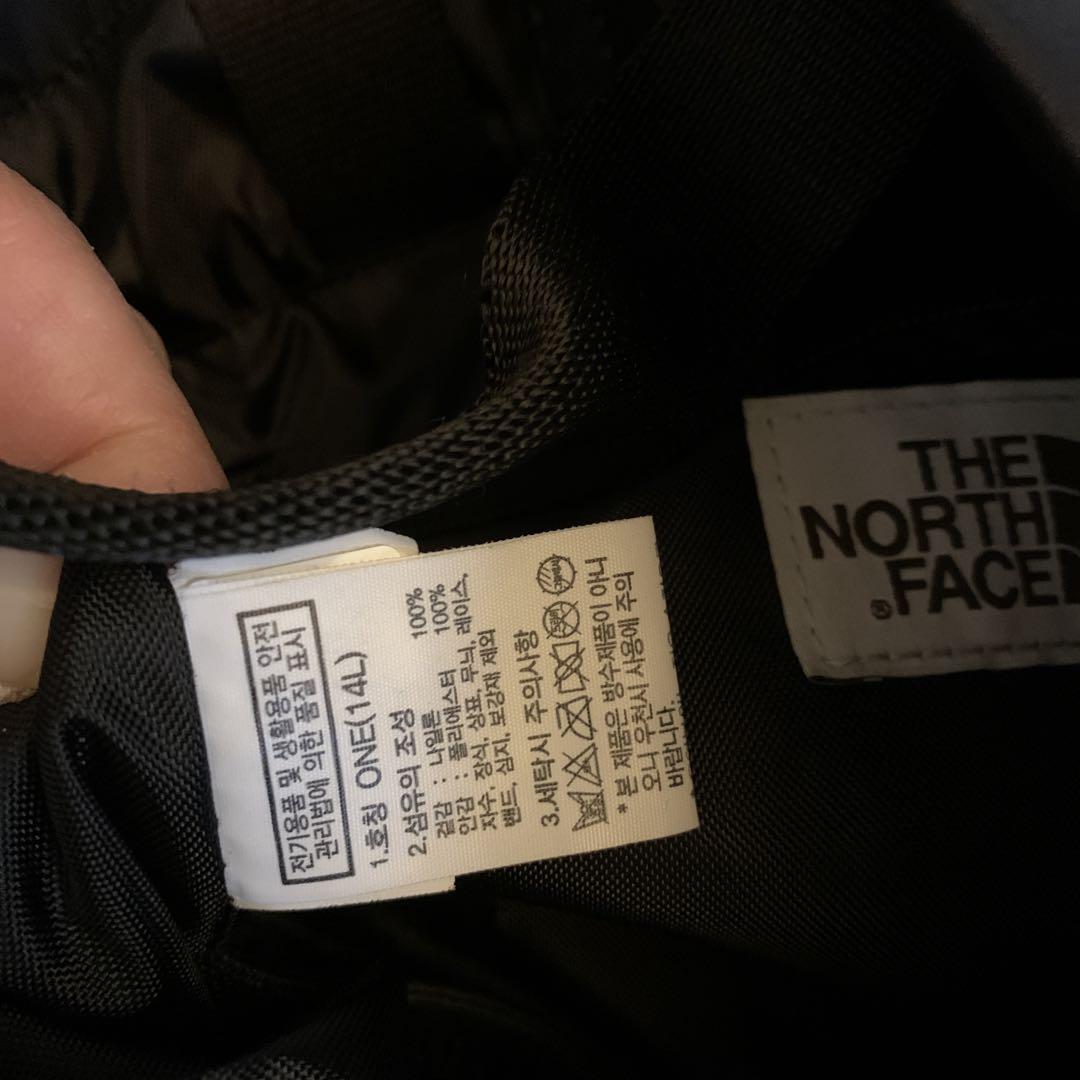 전기용품 및 생활용품 안전
관리법에 의한 품질 표시
1.호칭 ONE(14L)
2.섬유의 조성
겉감 : 나일론 100%
안감 : 폴리에스터 100%
자수, 장식, 상표, 무늬, 레이스,
밴드, 심지, 보강재 제외
3.세탁시 주의사항
*본 제품은 방수제품이 아니
오니 우천시 사용에 주의
바랍니다.
THE
NORTH
FACE
®